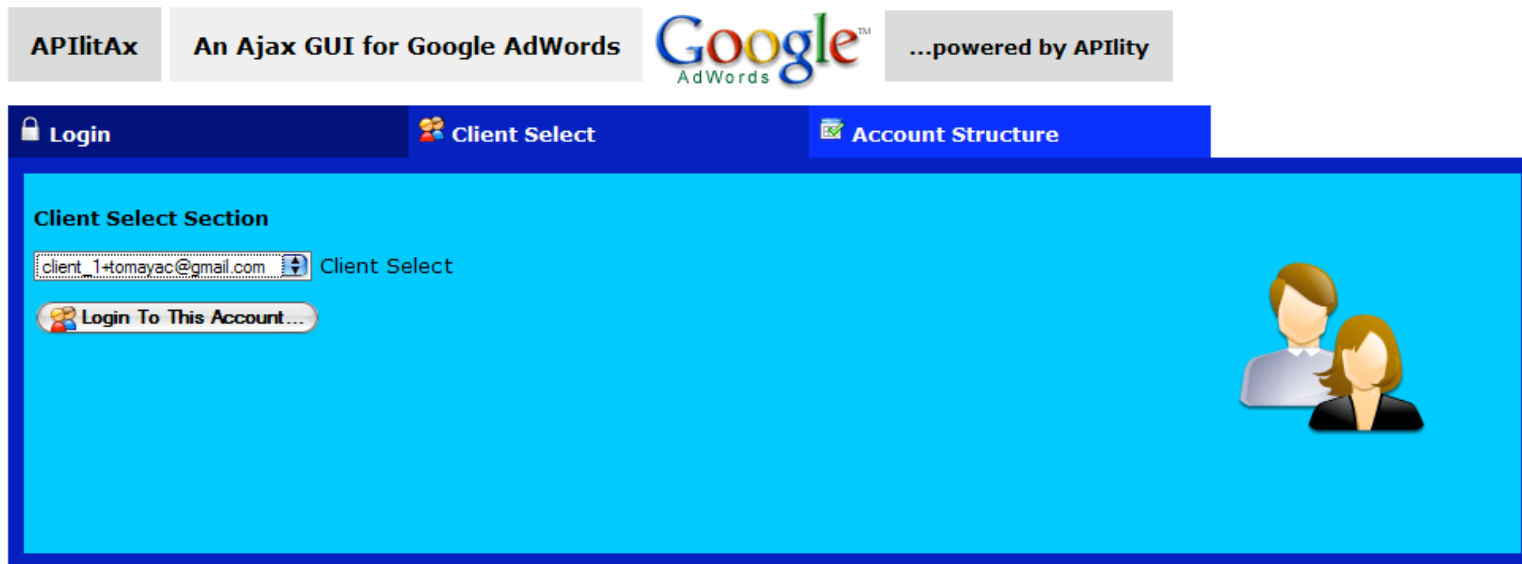 APIlitAx An Ajax GUI for Google AdWords Google™ AdWords ...powered by APIlity
Login Client Select Account Structure
Client Select Section
client_1+tomayac@gmail.com Client Select
Login To This Account...